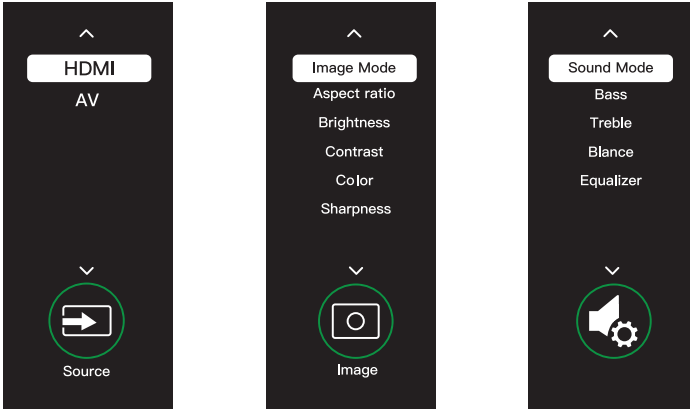 HDMI
AV
Source
Image Mode
Aspect ratio
Brightness
Contrast
Color
Sharpness
Image
Sound Mode
Bass
Treble
Blance
Equalizer